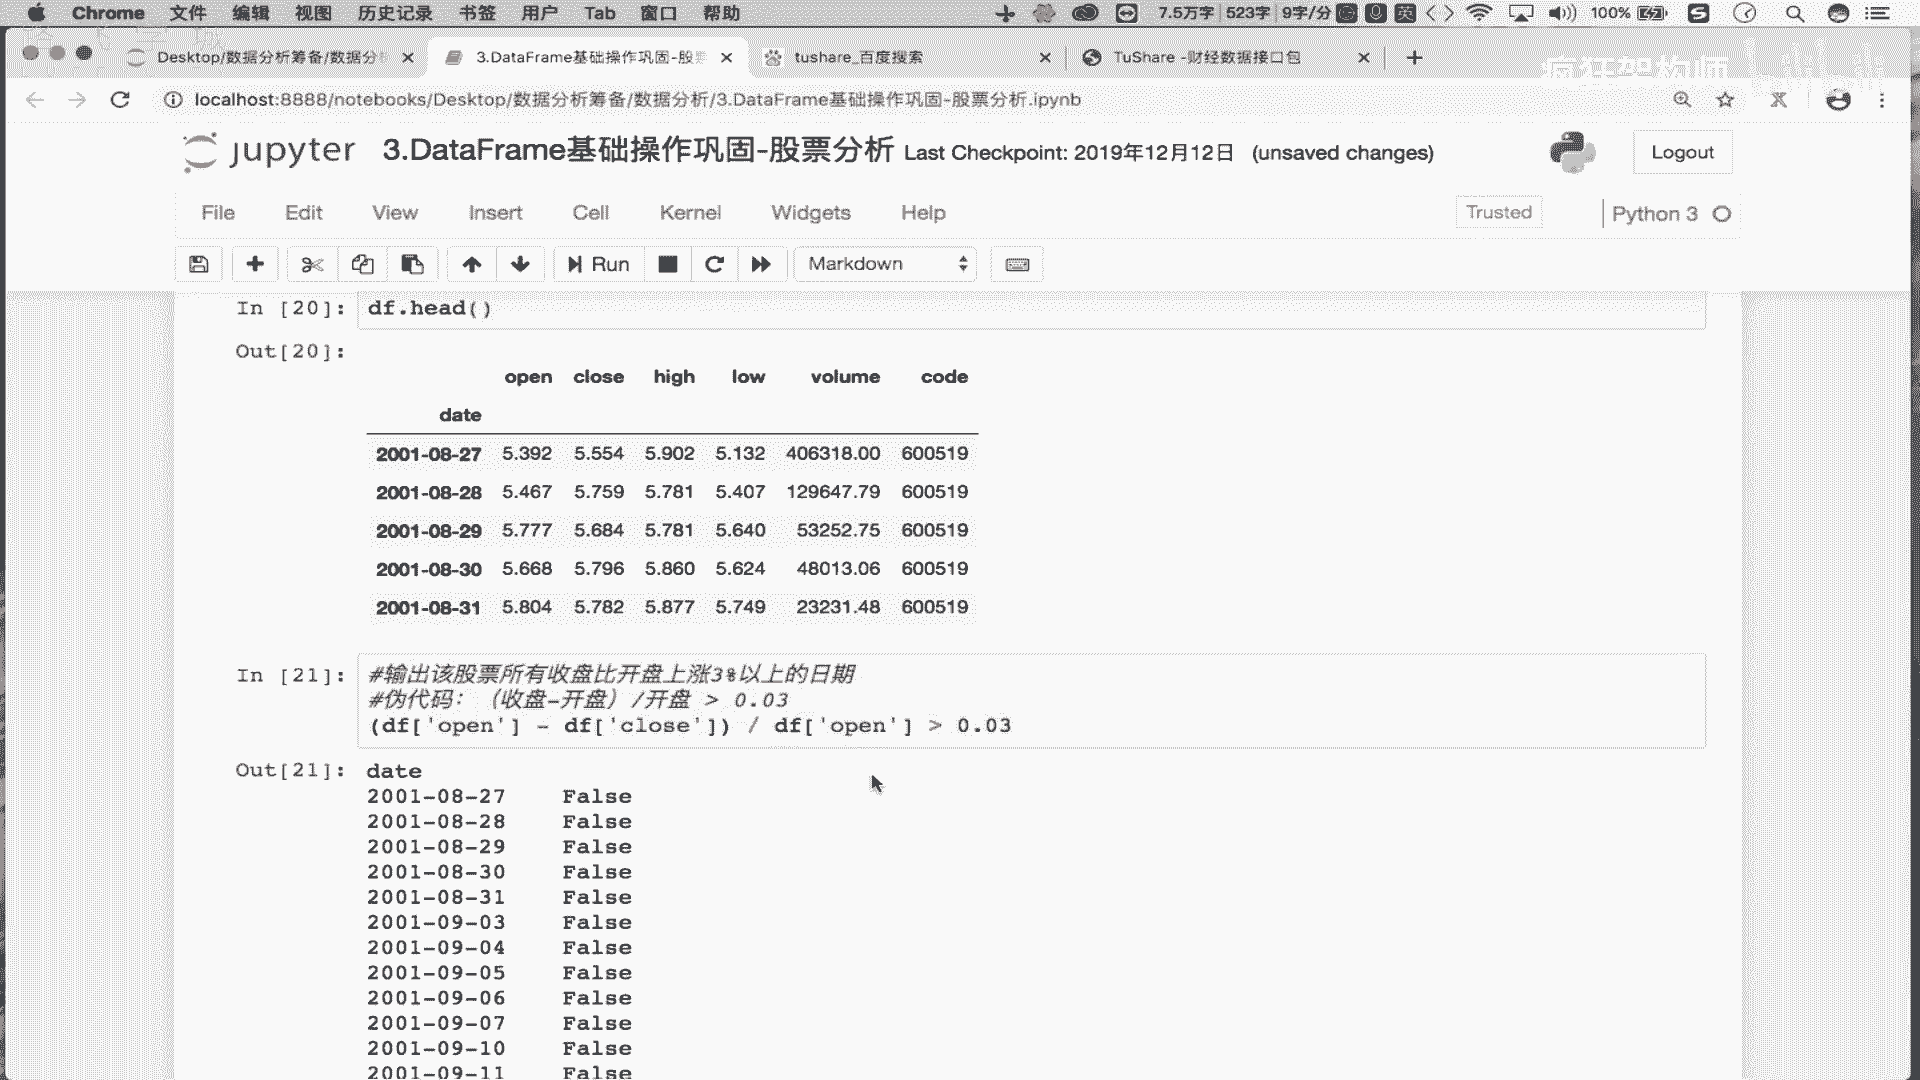 Chrome 文件 编辑 视图 历史记录 书签 用户 Tab 窗口 帮助 7.5万字 523字 9字/分 英 100%
Desktop/数据分析筹备/数据分析 3.DataFrame基础操作巩固-股票 tushare_百度搜索 TuShare -财经数据接口包
疯狂架构师
localhost:8888/notebooks/Desktop/数据分析筹备/数据分析/3.DataFrame基础操作巩固-股票分析.ipynb
jupyter 3.DataFrame基础操作巩固-股票分析 Last Checkpoint: 2019年12月12日 (unsaved changes) Logout
File Edit View Insert Cell Kernel Widgets Help Trusted Python 3
Run Markdown
In [20]: df.head()
Out[20]:
open close high low volume code
date
2001-08-27 5.392 5.554 5.902 5.132 406318.00 600519
2001-08-28 5.467 5.759 5.781 5.407 129647.79 600519
2001-08-29 5.777 5.684 5.781 5.640 53252.75 600519
2001-08-30 5.668 5.796 5.860 5.624 48013.06 600519
2001-08-31 5.804 5.782 5.877 5.749 23231.48 600519
In [21]: #输出该股票所有收盘比开盘上涨3%以上的日期
#伪代码：（收盘-开盘）/开盘 > 0.03
(df['open'] - df['close']) / df['open'] > 0.03
Out[21]: date
2001-08-27 False
2001-08-28 False
2001-08-29 False
2001-08-30 False
2001-08-31 False
2001-09-03 False
2001-09-04 False
2001-09-05 False
2001-09-06 False
2001-09-07 False
2001-09-10 False
2001-09-11 False